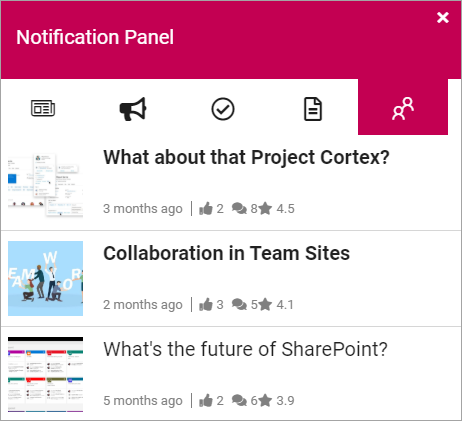 Notification Panel
What about that Project Cortex?
3 months ago | 2 8 4.5
Collaboration in Team Sites
2 months ago | 3 5 4.1
What's the future of SharePoint?
5 months ago | 2 6 3.9